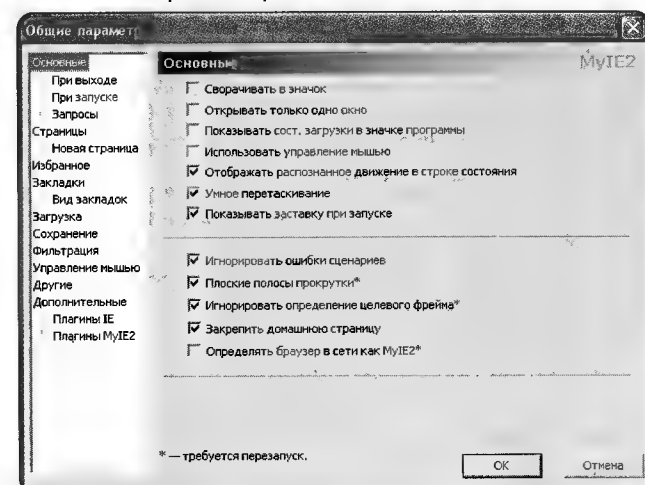 Общие парамет
Основные
При выходе
При запуске
Запросы
Страницы
Новая страница
Избранное
Закладки
Вид закладок
Загрузка
Сохранение
Фильтрация
Управление мышью
Другие
Дополнительные
Плагины IE
Плагины MyIE2
Основны
MyIE2
Сворачивать в значок
Открывать только одно окно
Показывать сост. загрузки в значке программы
Использовать управление мышью
Отображать распознанное движение в строке состояния
Умное перетаскивание
Показывать заставку при запуске
Игнорировать ошибки сценариев
Плоские полосы прокрутки*
Игнорировать определение целевого фрейма*
Закрепить домашнюю страницу
Определять браузер в сети как MyIE2*
* — требуется перезапуск.
ОК
Отмена